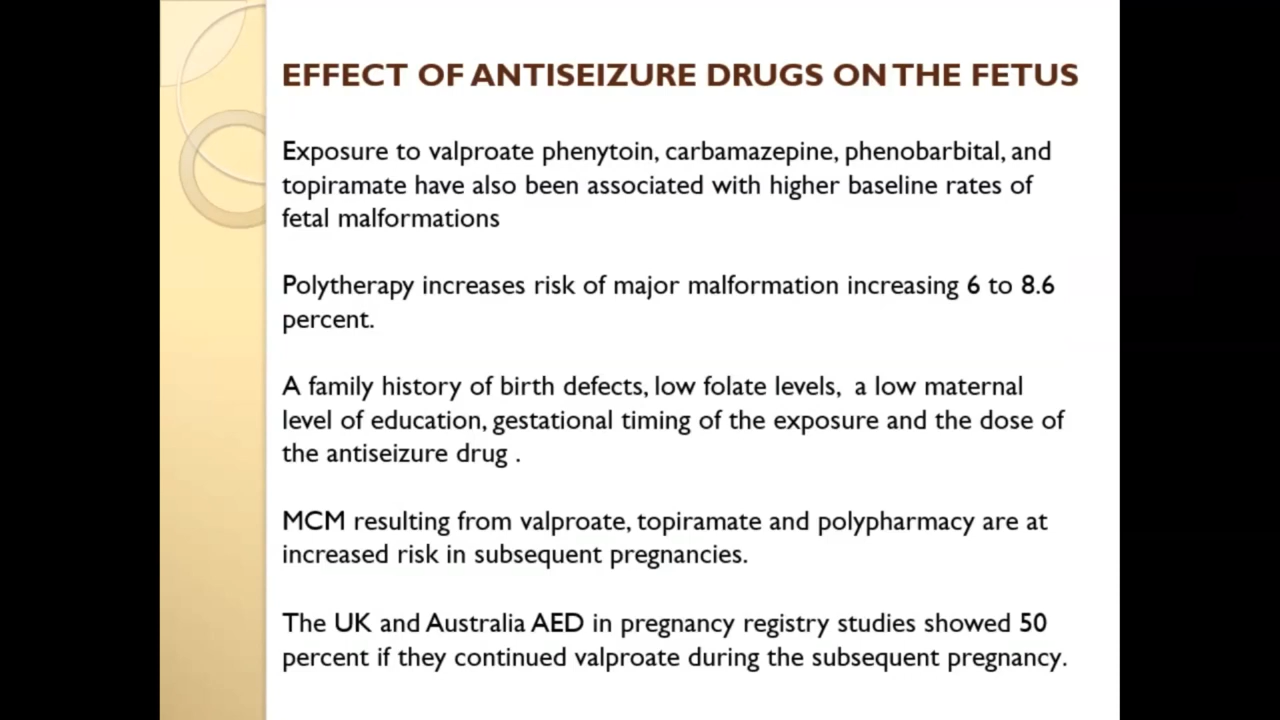 EFFECT OF ANTISEIZURE DRUGS ON THE FETUS
Exposure to valproate phenytoin, carbamazepine, phenobarbital, and
topiramate have also been associated with higher baseline rates of
fetal malformations
Polytherapy increases risk of major malformation increasing 6 to 8.6
percent.
A family history of birth defects, low folate levels,  a low maternal
level of education, gestational timing of the exposure and the dose of
the antiseizure drug .
MCM resulting from valproate, topiramate and polypharmacy are at
increased risk in subsequent pregnancies.
The UK and Australia AED in pregnancy registry studies showed 50
percent if they continued valproate during the subsequent pregnancy.